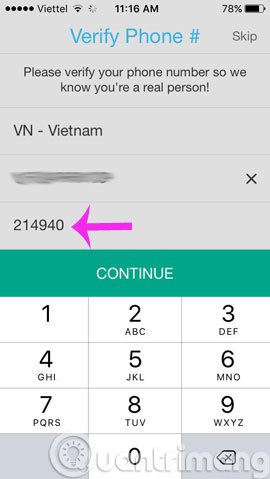 Viettel 11:16 AM 78%
Verify Phone # Skip
Please verify your phone number so we
know you're a real person!
VN - Vietnam
214940
CONTINUE
1 2 3
ABC DEF
4 5 6
GHI JKL MNO
7 8 9
PQRS TUV WXYZ
0
Quantrimang